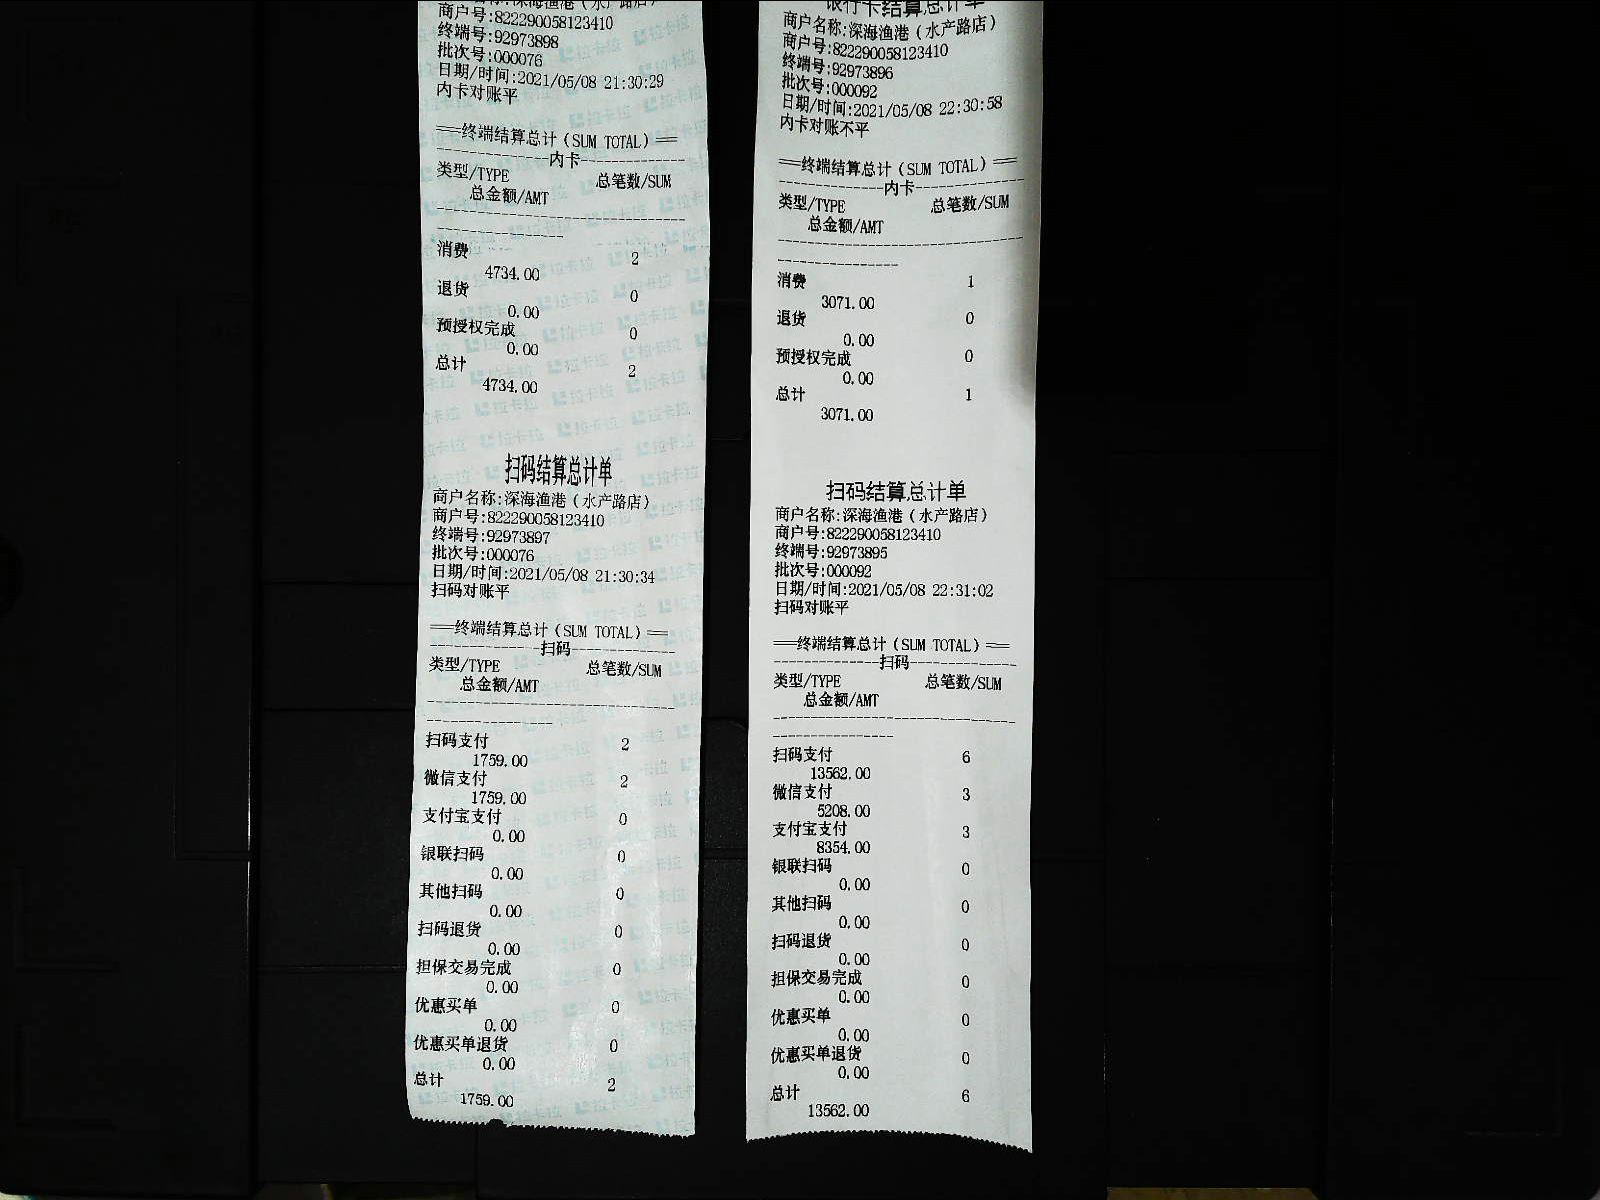 商户名称:深海渔港(水产路店)
商户号:822290058123410
终端号:92973898
批次号:000076
日期/时间:2021/05/08 21:30:29
内卡对账平
==终端结算总计(SUM TOTAL)==
--------------内卡--------------
类型/TYPE 总笔数/SUM
总金额/AMT
消费 2
4734.00
退货 0
0.00
预授权完成 0
0.00
总计 2
4734.00
扫码结算总计单
商户名称:深海渔港(水产路店)
商户号:822290058123410
终端号:92973897
批次号:000076
日期/时间:2021/05/08 21:30:34
扫码对账平
==终端结算总计(SUM TOTAL)==
--------------扫码--------------
类型/TYPE 总笔数/SUM
总金额/AMT
扫码支付 2
1759.00
微信支付 2
1759.00
支付宝支付 0
0.00
银联扫码 0
0.00
其他扫码 0
0.00
扫码退货 0
0.00
担保交易完成 0
0.00
优惠买单 0
0.00
优惠买单退货 0
0.00
总计 2
1759.00
银行卡结算总计单
商户名称:深海渔港(水产路店)
商户号:822290058123410
终端号:92973896
批次号:000092
日期/时间:2021/05/08 22:30:58
内卡对账不平
==终端结算总计(SUM TOTAL)==
--------------内卡--------------
类型/TYPE 总笔数/SUM
总金额/AMT
消费 1
3071.00
退货 0
0.00
预授权完成 0
0.00
总计 1
3071.00
扫码结算总计单
商户名称:深海渔港(水产路店)
商户号:822290058123410
终端号:92973895
批次号:000092
日期/时间:2021/05/08 22:31:02
扫码对账平
==终端结算总计(SUM TOTAL)==
--------------扫码--------------
类型/TYPE 总笔数/SUM
总金额/AMT
扫码支付 6
13562.00
微信支付 3
5208.00
支付宝支付 3
8354.00
银联扫码 0
0.00
其他扫码 0
0.00
扫码退货 0
0.00
担保交易完成 0
0.00
优惠买单 0
0.00
优惠买单退货 0
0.00
总计 6
13562.00